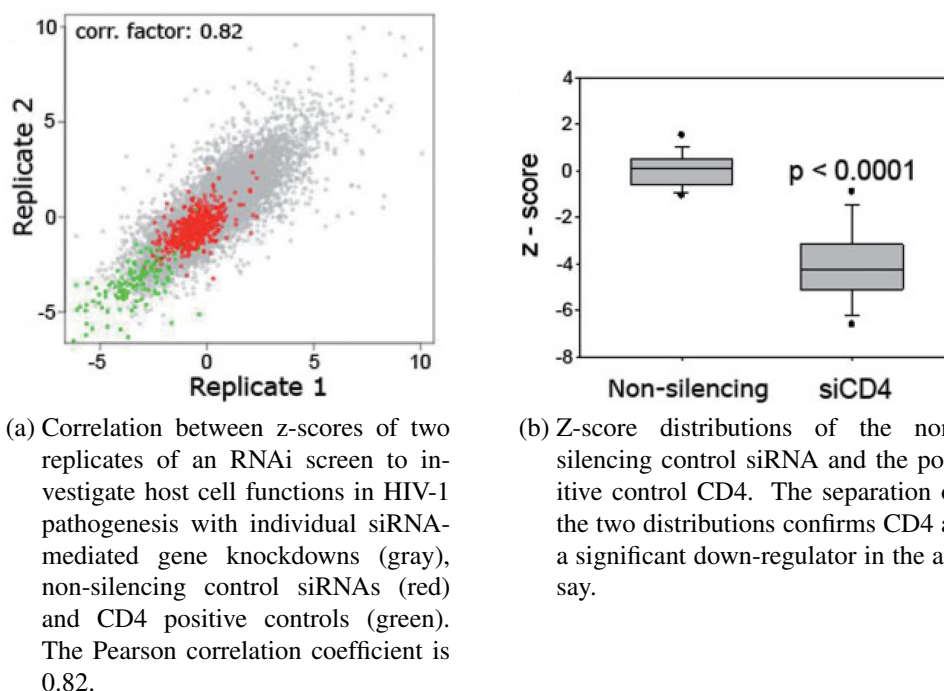 10
corr. factor: 0.82
5
0
-5
Replicate 2
-5
0
5
10
Replicate 1
4
2
0
-2
-4
-6
-8
z - score
p < 0.0001
Non-silencing
siCD4
(a) Correlation between z-scores of two
replicates of an RNAi screen to in-
vestigate host cell functions in HIV-1
pathogenesis with individual siRNA-
mediated gene knockdowns (gray),
non-silencing control siRNAs (red)
and CD4 positive controls (green).
The Pearson correlation coefficient is
0.82.
(b) Z-score distributions of the non
silencing control siRNA and the pos
itive control CD4. The separation
the two distributions confirms CD4
a significant down-regulator in the
say.